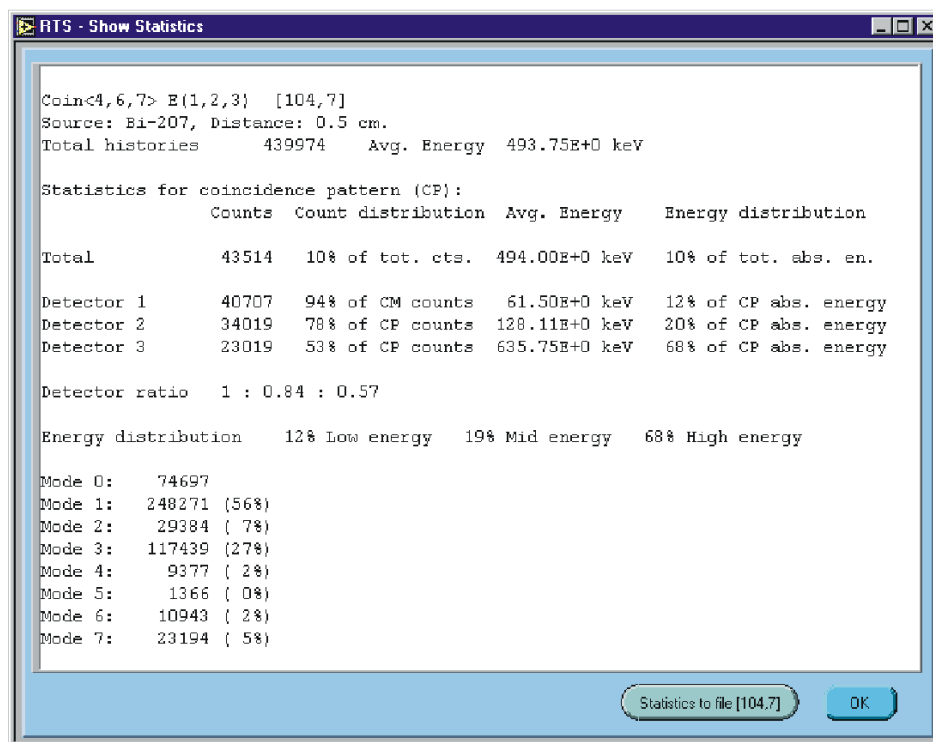 RTS - Show Statistics
Coin<4,6,7> E(1,2,3) [104,7]
Source: Bi-207, Distance: 0.5 cm.
Total histories 439974 Avg. Energy 493.75E+0 keV
Statistics for coincidence pattern (CP):
Counts Count distribution Avg. Energy Energy distribution
Total 43514 10% of tot. cts. 494.00E+0 keV 10% of tot. abs. en.
Detector 1 40707 94% of CM counts 61.50E+0 keV 12% of CP abs. energy
Detector 2 34019 78% of CP counts 128.11E+0 keV 20% of CP abs. energy
Detector 3 23019 53% of CP counts 635.75E+0 keV 68% of CP abs. energy
Detector ratio 1 : 0.84 : 0.57
Energy distribution 12% Low energy 19% Mid energy 68% High energy
Mode 0: 74697
Mode 1: 248271 (56%)
Mode 2: 29384 ( 7%)
Mode 3: 117439 (27%)
Mode 4: 9377 ( 2%)
Mode 5: 1366 ( 0%)
Mode 6: 10943 ( 2%)
Mode 7: 23194 ( 5%)
Statistics to file [104,7] OK